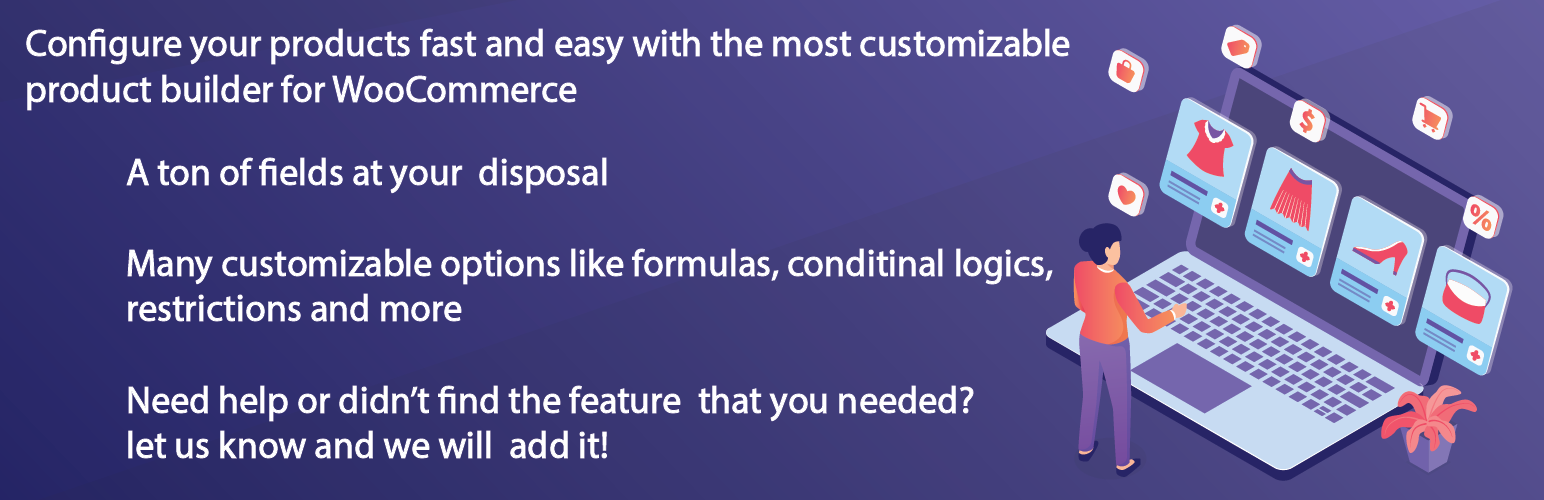 Configure your products fast and easy with the most customizable
product builder for WooCommerce
A ton of fields at your  disposal
Many customizable options like formulas, conditinal logics,
restrictions and more
Need help or didn’t find the feature  that you needed?
let us know and we will  add it!
$
%